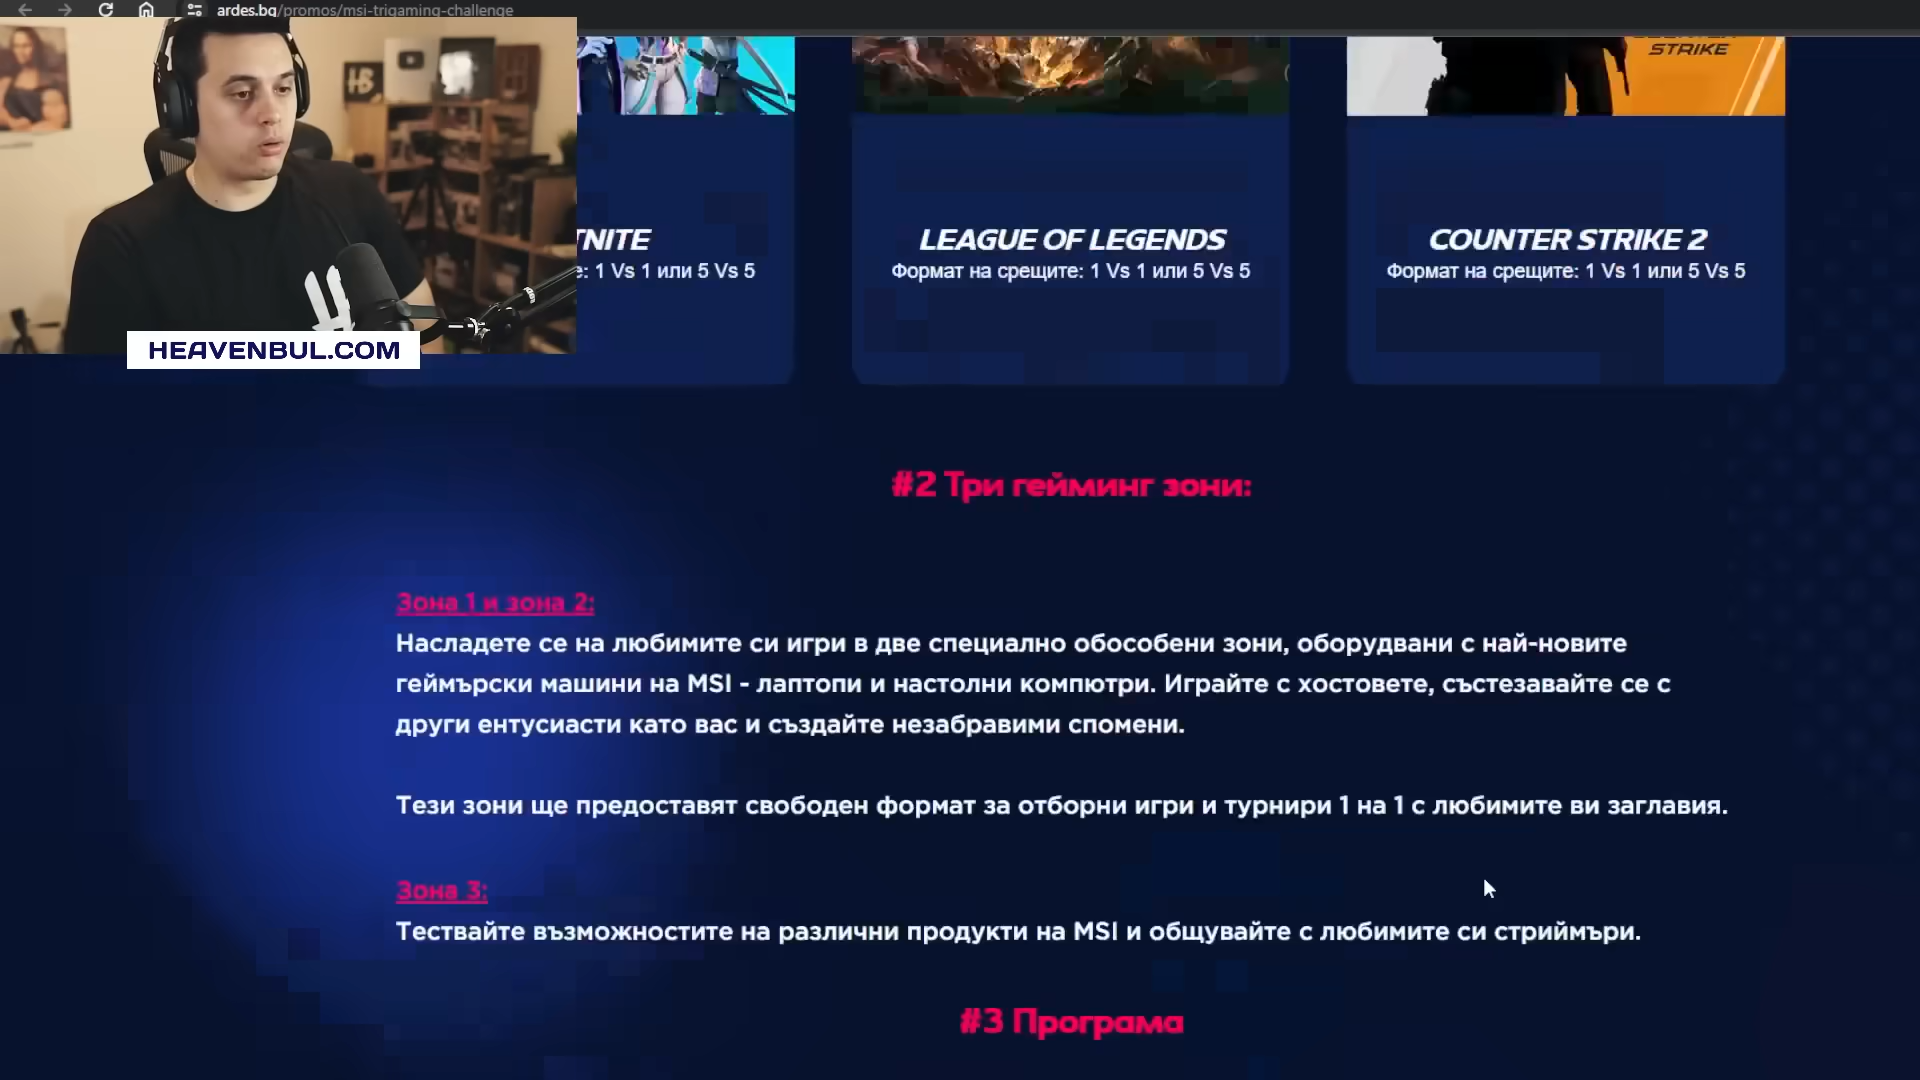 ardes.bg/promos/msi-trigaming-challenge
STRIKE
HEAVENBUL.COM
TNITE
е: 1 Vs 1 или 5 Vs 5
LEAGUE OF LEGENDS
Формат на срещите: 1 Vs 1 или 5 Vs 5
COUNTER STRIKE 2
Формат на срещите: 1 Vs 1 или 5 Vs 5
#2 Три гейминг зони:
Зона 1 и зона 2:
Насладете се на любимите си игри в две специално обособени зони, оборудвани с най-новите
геймърски машини на MSI - лаптопи и настолни компютри. Играйте с хостовете, състезавайте се с
други ентусиасти като вас и създайте незабравими спомени.
Тези зони ще предоставят свободен формат за отборни игри и турнири 1 на 1 с любимите ви заглавия.
Зона 3:
Тествайте възможностите на различни продукти на MSI и общувайте с любимите си стриймъри.
#3 Програма